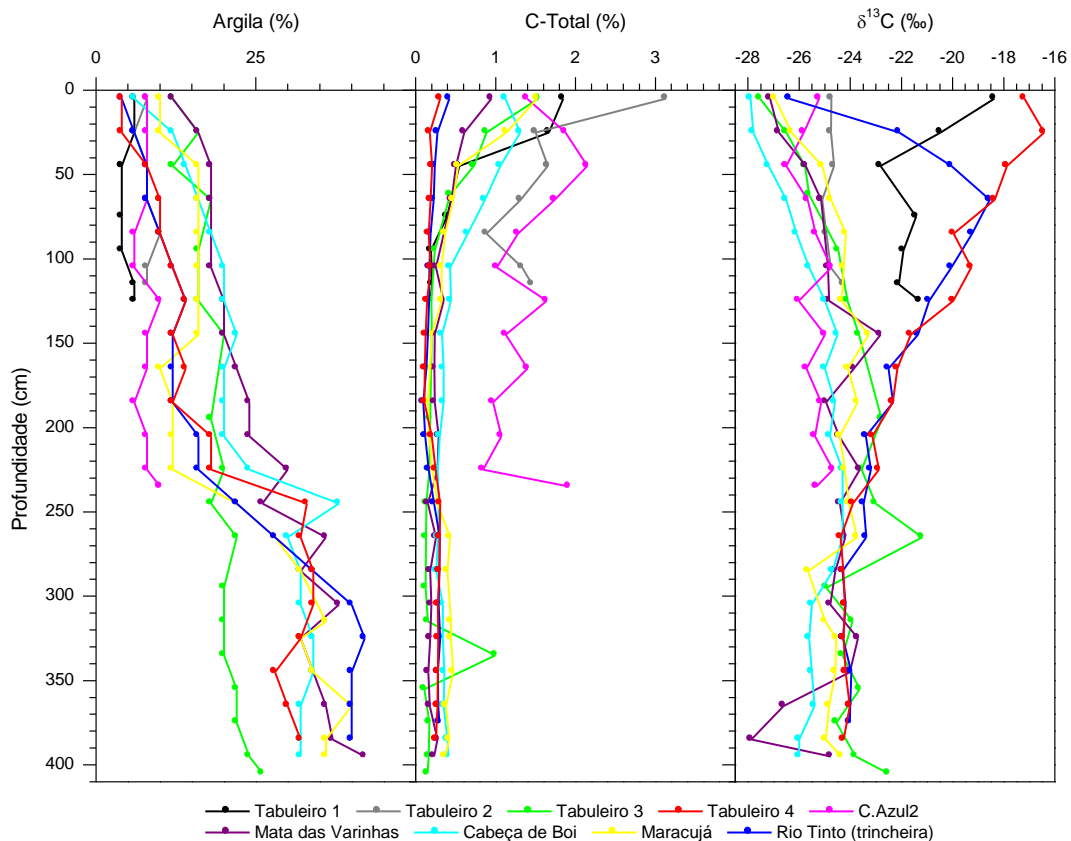 Argila (%) C-Total (%) δ¹³C (‰)
0 25 0 1 2 3 -28 -26 -24 -22 -20 -18 -16
0
50
100
150
200
250
300
350
400
Profundidade (cm)
Tabuleiro 1 Tabuleiro 2 Tabuleiro 3 Tabuleiro 4 C.Azul2
Mata das Varinhas Cabeça de Boi Maracujá Rio Tinto (trincheira)